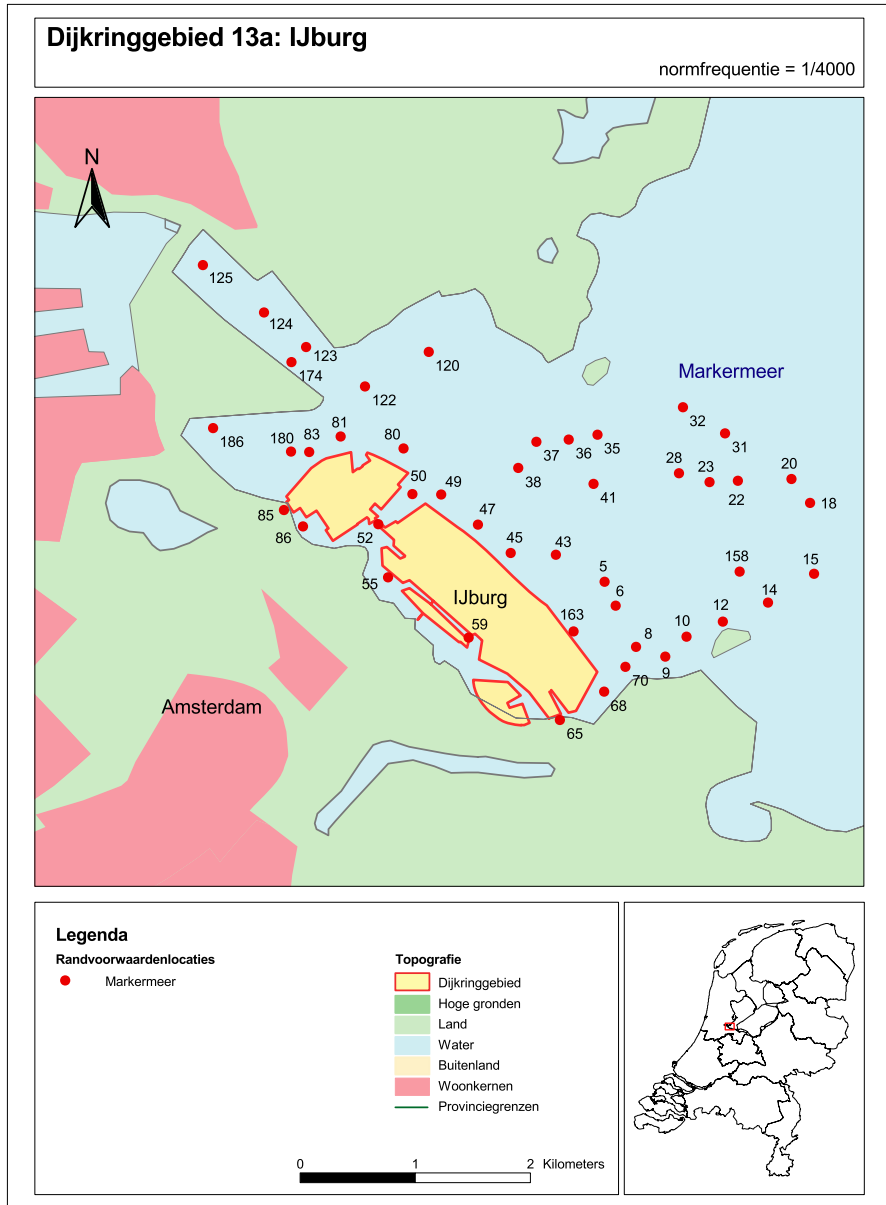 Dijkringgebied 13a: IJburg
normfrequentie = 1/4000
N
125
124
123
174
120
122
Markermeer
32
31
186
180
83
81
80
37
36
35
38
41
28
23
22
20
18
50
49
47
85
86
52
45
43
55
5
6
158
15
14
12
IJburg
59
163
10
8
9
70
68
65
Amsterdam
Legenda
Randvoorwaardenlocaties
Markermeer
Topografie
Dijkringgebied
Hoge gronden
Land
Water
Buitenland
Woonkernen
Provinciegrenzen
0 1 2 Kilometers